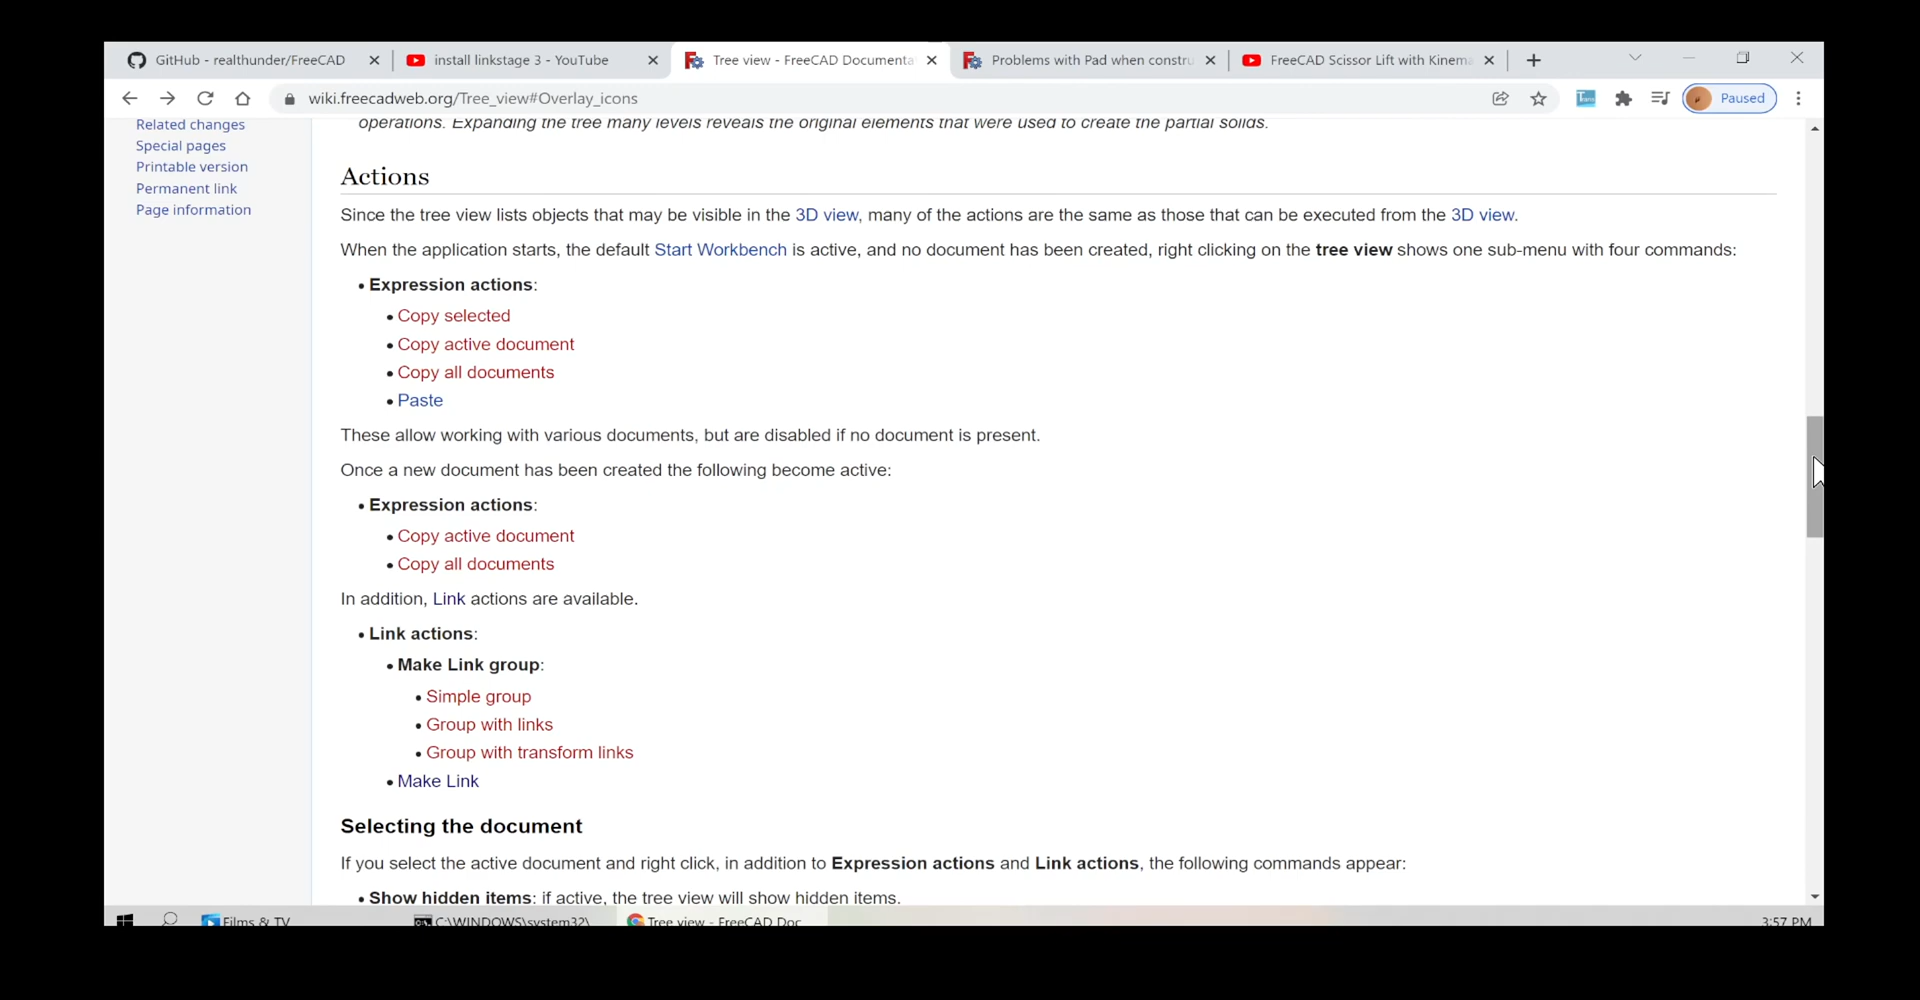 GitHub - realthunder/FreeCAD
install linkstage 3 - YouTube
Tree view - FreeCAD Documenta
Problems with Pad when constru
FreeCAD Scissor Lift with Kinema
wiki.freecadweb.org/Tree_view#Overlay_icons
Paused
Related changes
Special pages
Printable version
Permanent link
Page information
operations. Expanding the tree many levels reveals the original elements that were used to create the partial solids.
Actions
Since the tree view lists objects that may be visible in the 3D view, many of the actions are the same as those that can be executed from the 3D view.
When the application starts, the default Start Workbench is active, and no document has been created, right clicking on the tree view shows one sub-menu with four commands:
• Expression actions:
• Copy selected
• Copy active document
• Copy all documents
• Paste
These allow working with various documents, but are disabled if no document is present.
Once a new document has been created the following become active:
• Expression actions:
• Copy active document
• Copy all documents
In addition, Link actions are available.
• Link actions:
• Make Link group:
• Simple group
• Group with links
• Group with transform links
• Make Link
Selecting the document
If you select the active document and right click, in addition to Expression actions and Link actions, the following commands appear:
• Show hidden items: if active, the tree view will show hidden items.
Films & TV
C:\WINDOWS\system32\
Tree view - FreeCAD Doc
3:57 PM